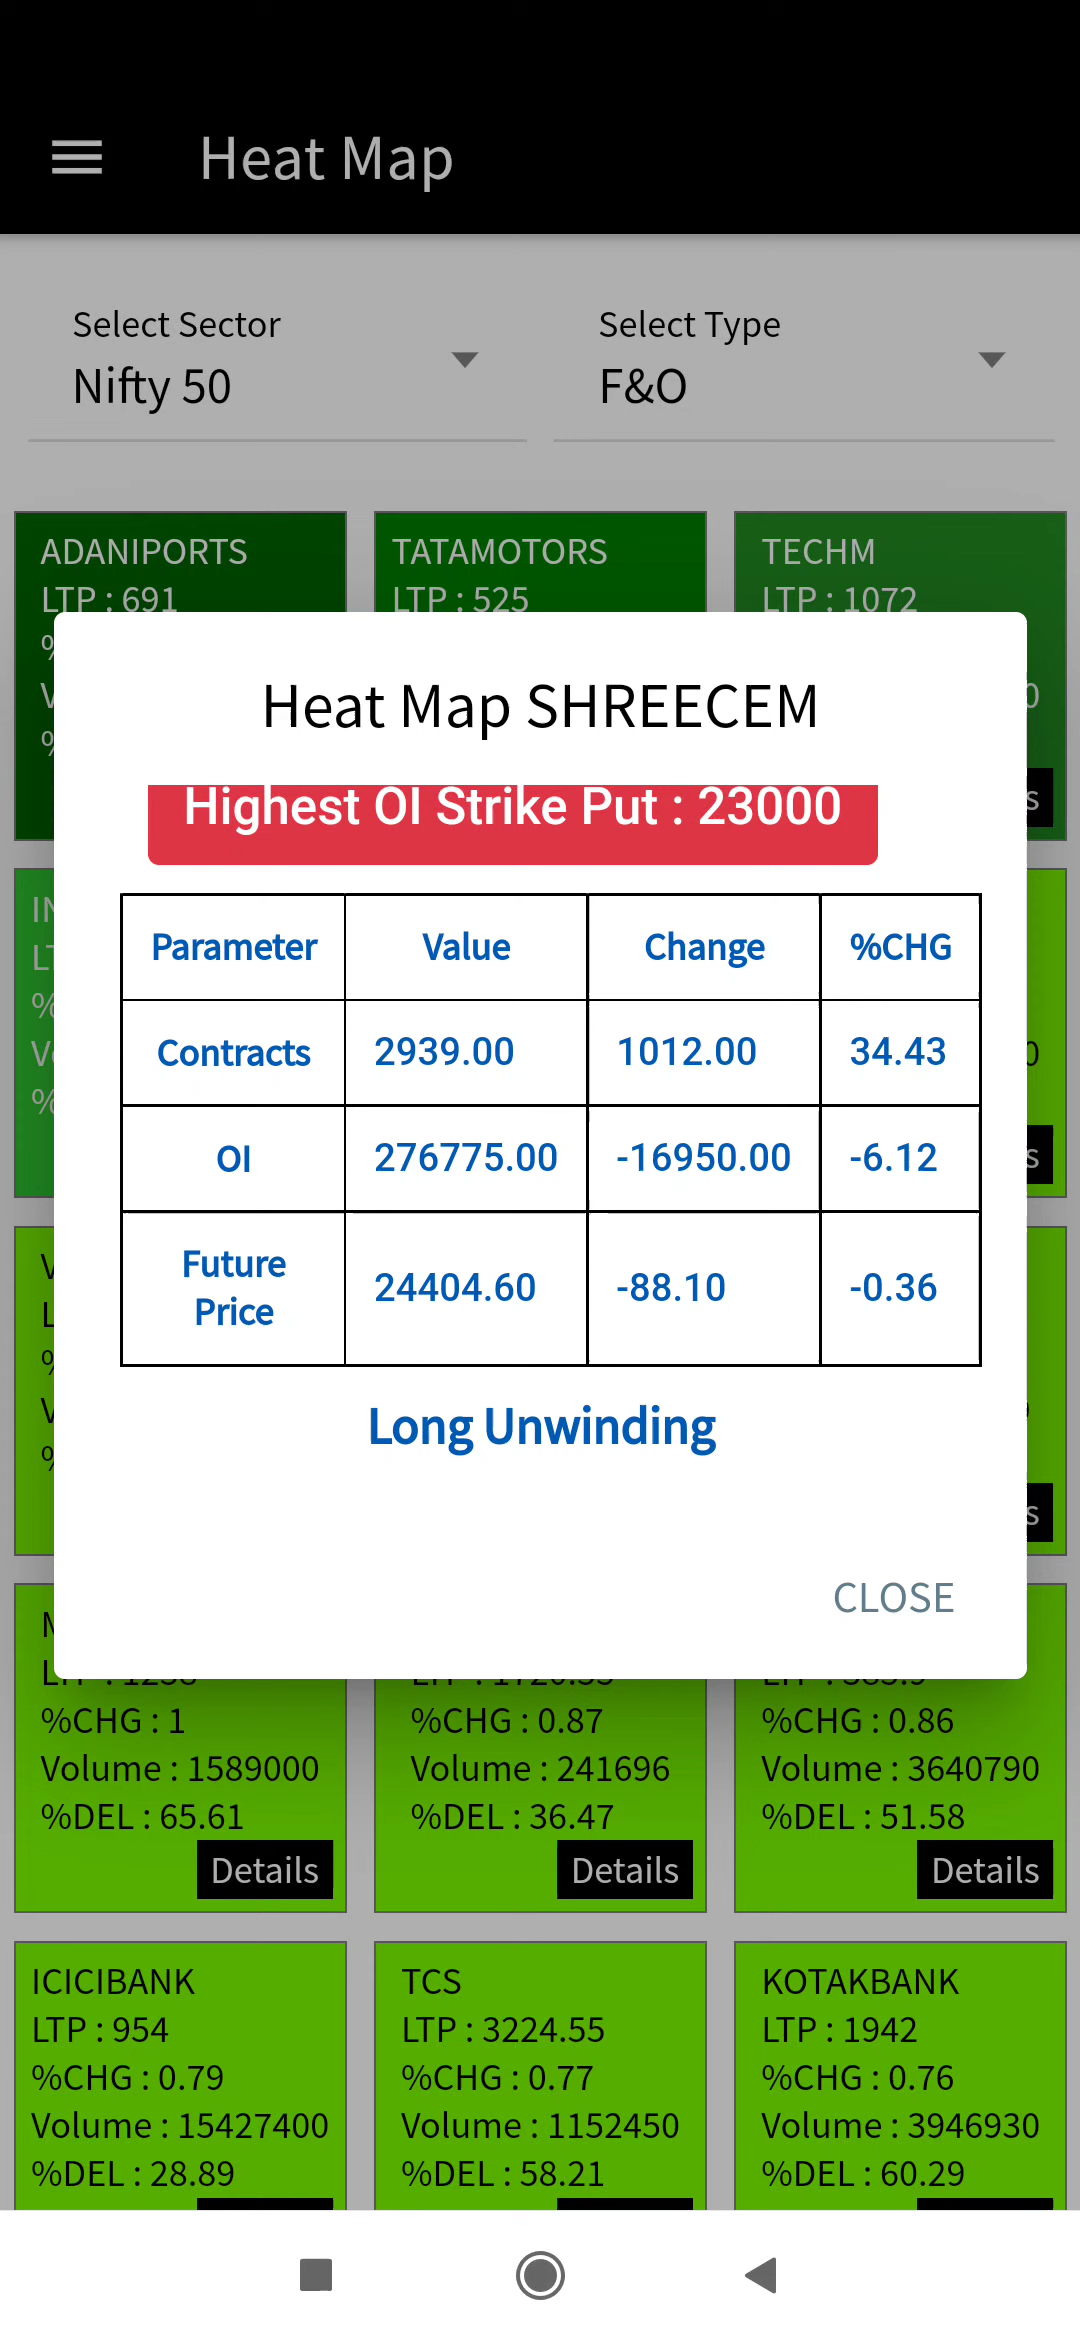 Heat Map
Select Sector
Select Type
Nifty 50
F&O
ADANIPORTS
TATAMOTORS
TECHM
LTP : 691
LTP : 525
LTP : 1072
Heat Map SHREECEM
Highest OI Strike Put : 23000
Parameter Value Change %CHG
Contracts 2939.00 1012.00 34.43
OI 276775.00 -16950.00 -6.12
Future
Price 24404.60 -88.10 -0.36
Long Unwinding
CLOSE
%CHG : 1
%CHG : 0.87
%CHG : 0.86
Volume : 1589000
Volume : 241696
Volume : 3640790
%DEL : 65.61
%DEL : 36.47
%DEL : 51.58
Details
Details
Details
ICICIBANK
TCS
KOTAKBANK
LTP : 954
LTP : 3224.55
LTP : 1942
%CHG : 0.79
%CHG : 0.77
%CHG : 0.76
Volume : 15427400
Volume : 1152450
Volume : 3946930
%DEL : 28.89
%DEL : 58.21
%DEL : 60.29